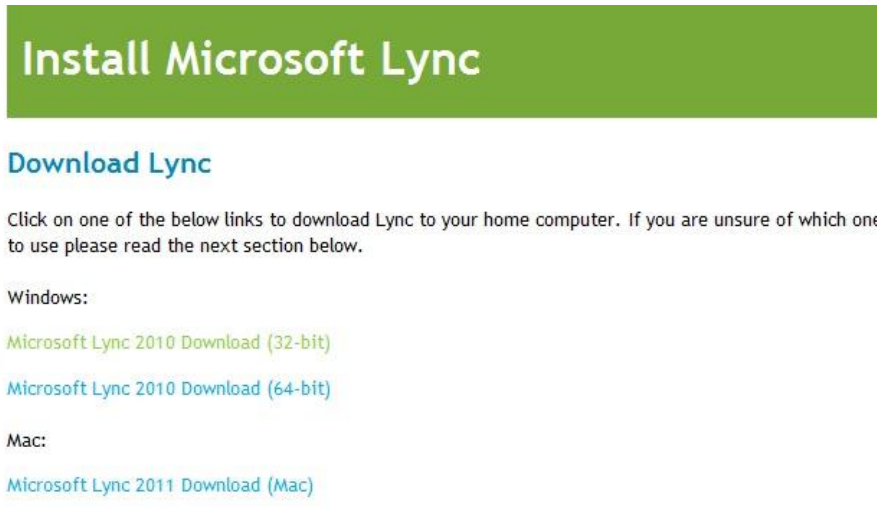 Install Microsoft Lync
Download Lync
Click on one of the below links to download Lync to your home computer. If you are unsure of which one
to use please read the next section below.
Windows:
Microsoft Lync 2010 Download (32-bit)
Microsoft Lync 2010 Download (64-bit)
Mac:
Microsoft Lync 2011 Download (Mac)